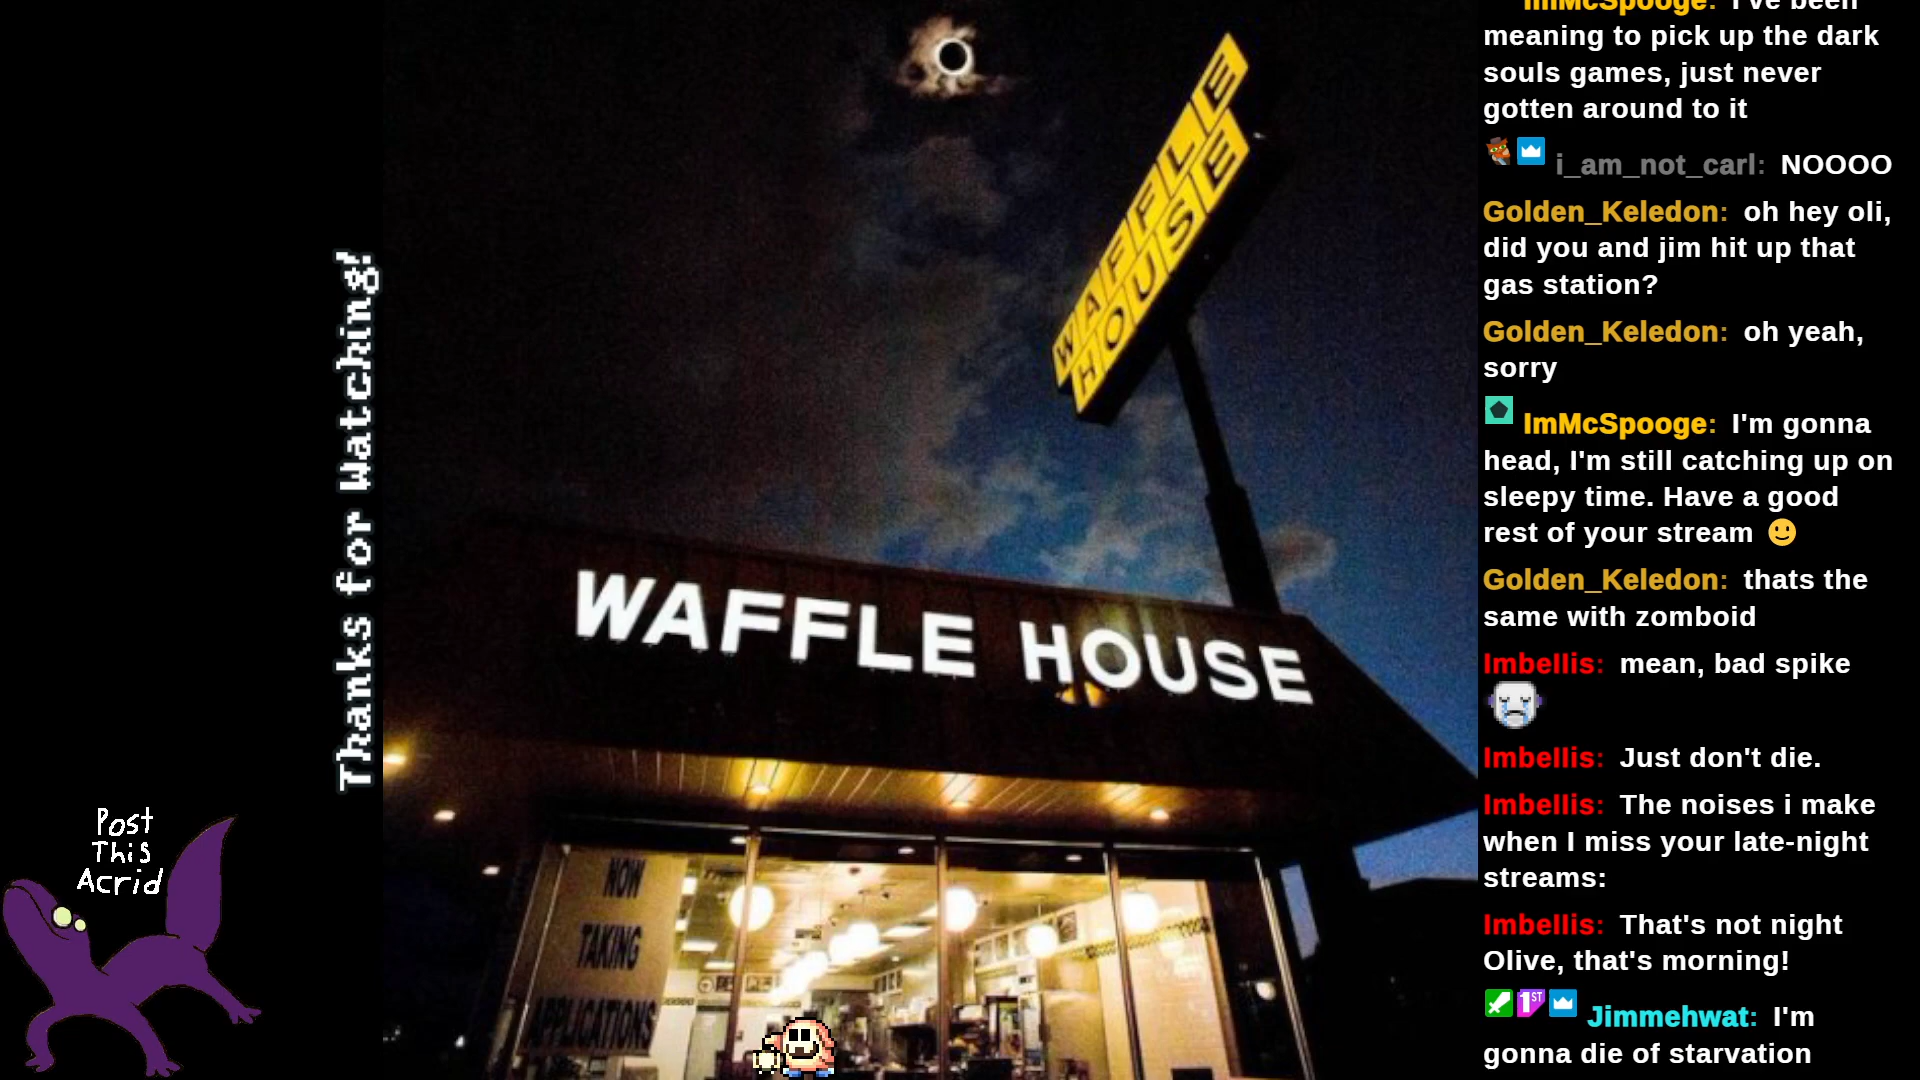 WAFFLE
HOUSE
WAFFLE HOUSE
NOW
TAKING
APPLICATIONS
Thanks for Watching!
Post
This
Acrid
ImMcSpooge: I've been
meaning to pick up the dark
souls games, just never
gotten around to it
i_am_not_carl: NOOOO
Golden_Keledon: oh hey oli,
did you and jim hit up that
gas station?
Golden_Keledon: oh yeah,
sorry
ImMcSpooge: I'm gonna
head, I'm still catching up on
sleepy time. Have a good
rest of your stream
Golden_Keledon: thats the
same with zomboid
Imbellis: mean, bad spike
Imbellis: Just don't die.
Imbellis: The noises i make
when I miss your late-night
streams:
Imbellis: That's not night
Olive, that's morning!
1ST
Jimmehwat: I'm
gonna die of starvation